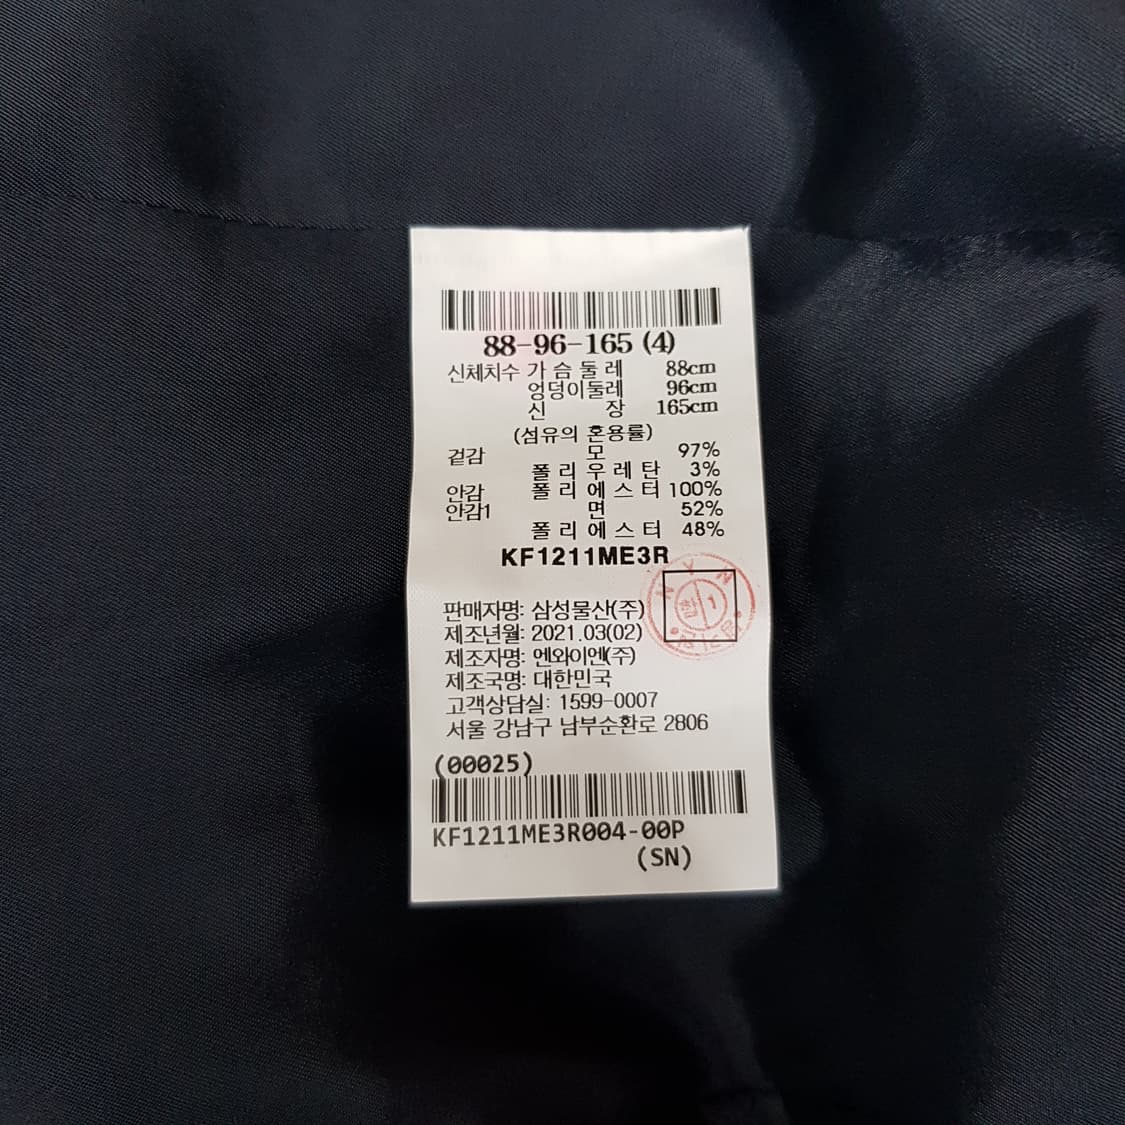 88-96-165 (4)
신체치수 가슴둘레 88cm
엉덩이둘레 96cm
신 장 165cm
(섬유의 혼용률)
겉감 모 97%
폴리우레탄 3%
안감 폴리에스터 100%
안감1 면 52%
폴리에스터 48%
KF1211ME3R
N Y N
합 1
판매자명: 삼성물산(주)
제조년월: 2021.03(02)
제조자명: 엔와이엔(주)
제조국명: 대한민국
고객상담실: 1599-0007
서울 강남구 남부순환로 2806
(00025)
KF1211ME3R004-00P
(SN)